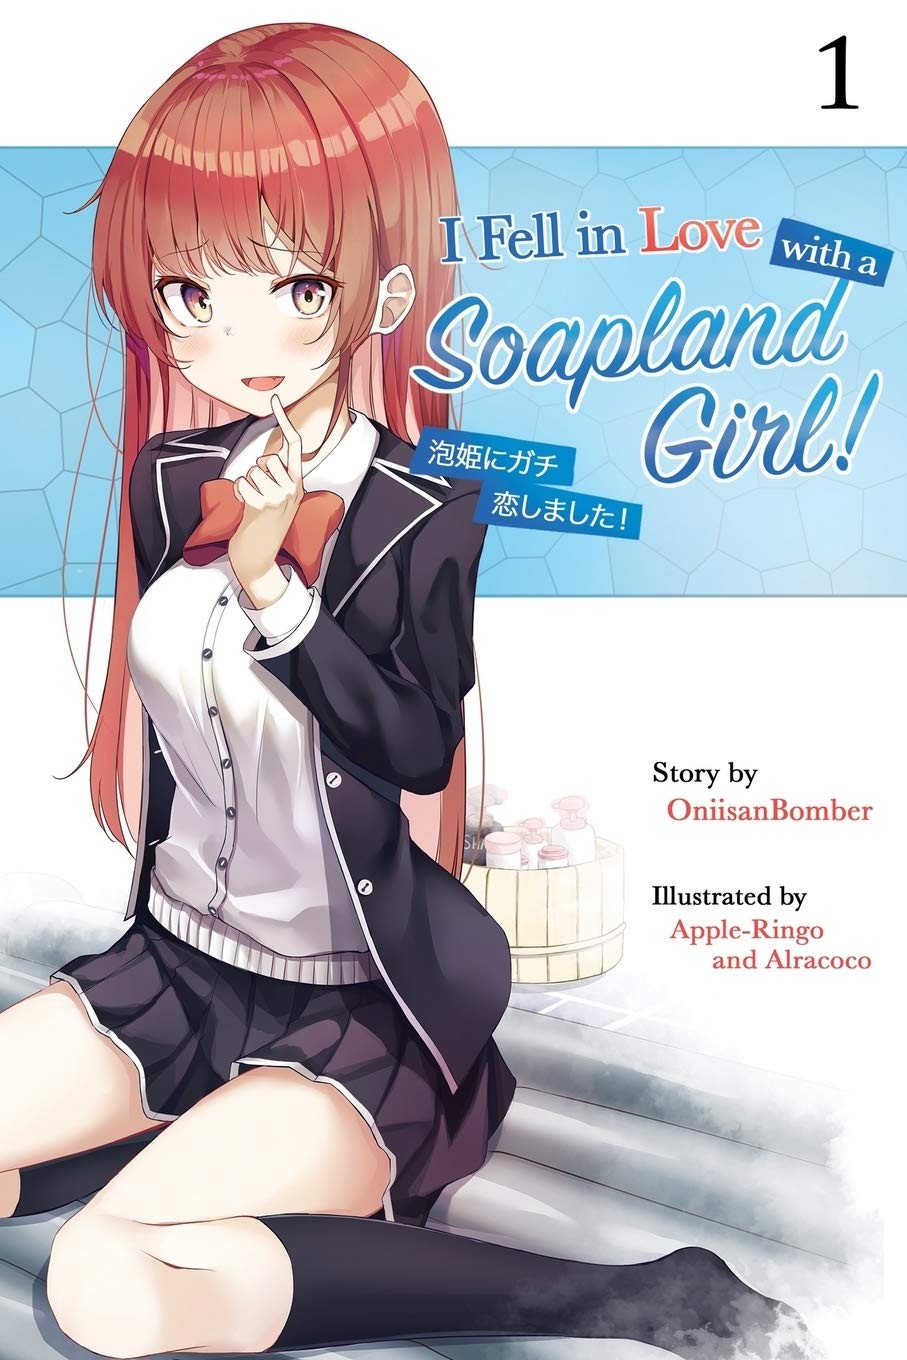 1
I Fell in Love with a
Soapland
Girl!
泡姫にガチ
恋しました!
Story by
OniisanBomber
Illustrated by
Apple-Ringo
and Alracoco
SHA